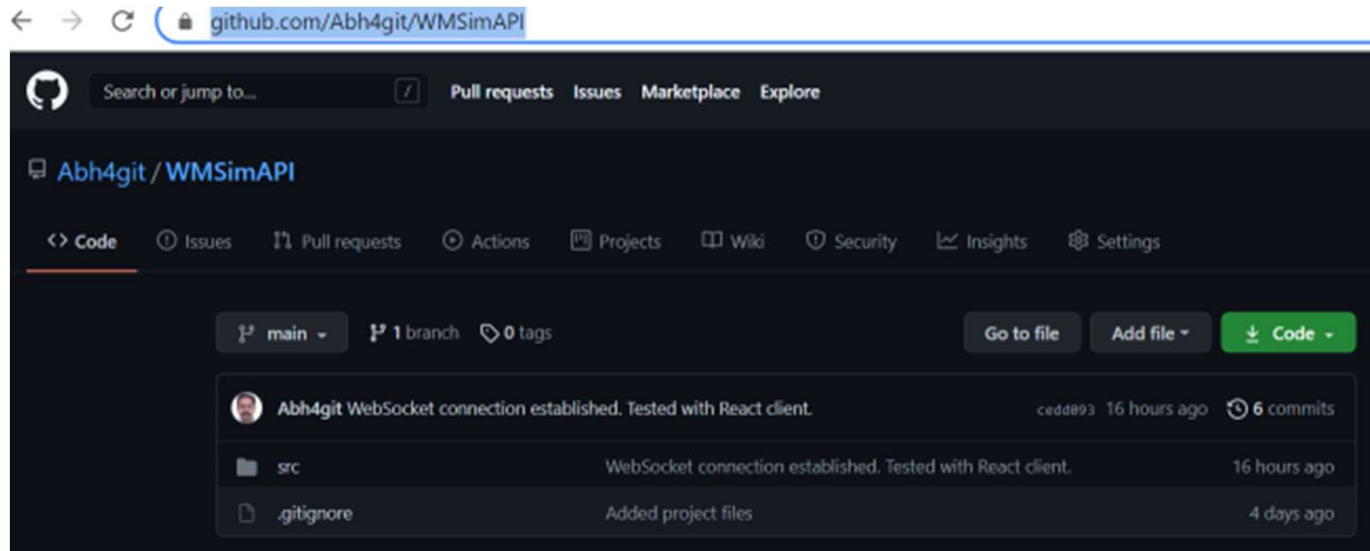 github.com/Abh4git/WMSimAPI
Search or jump to... / Pull requests Issues Marketplace Explore
Abh4git / WMSimAPI
<> Code Issues Pull requests Actions Projects Wiki Security Insights Settings
main 1 branch 0 tags Go to file Add file Code
Abh4git WebSocket connection established. Tested with React client. cedd093 16 hours ago 6 commits
src WebSocket connection established. Tested with React client. 16 hours ago
.gitignore Added project files 4 days ago